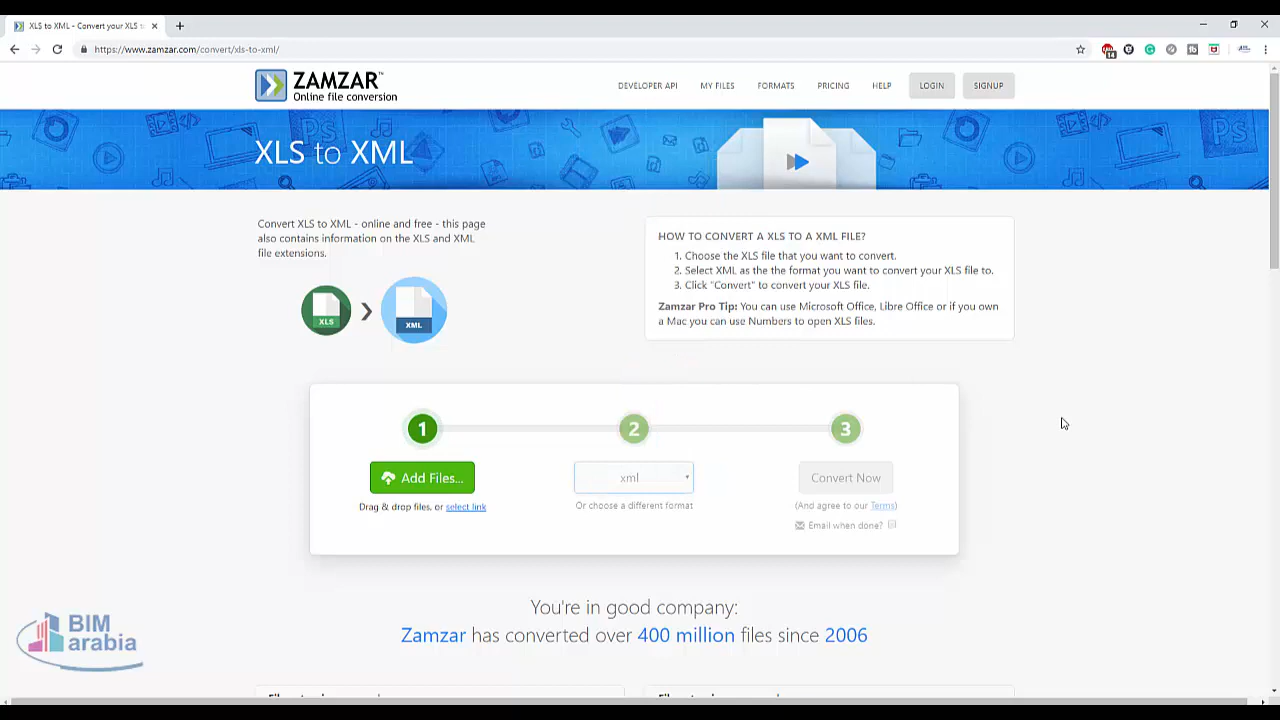 XLS to XML - Convert your XLS t
https://www.zamzar.com/convert/xls-to-xml/
14
ZAMZAR™
Online file conversion
DEVELOPER API
MY FILES
FORMATS
PRICING
HELP
LOGIN
SIGNUP
XLS to XML
Convert XLS to XML - online and free - this page
also contains information on the XLS and XML
file extensions.
XLS
XML
HOW TO CONVERT A XLS TO A XML FILE?
1. Choose the XLS file that you want to convert.
2. Select XML as the the format you want to convert your XLS file to.
3. Click "Convert" to convert your XLS file.
Zamzar Pro Tip: You can use Microsoft Office, Libre Office or if you own
a Mac you can use Numbers to open XLS files.
1
2
3
Add Files...
xml
Convert Now
Drag & drop files, or select link
Or choose a different format
(And agree to our Terms)
Email when done?
You're in good company:
Zamzar has converted over 400 million files since 2006
BIM
arabia